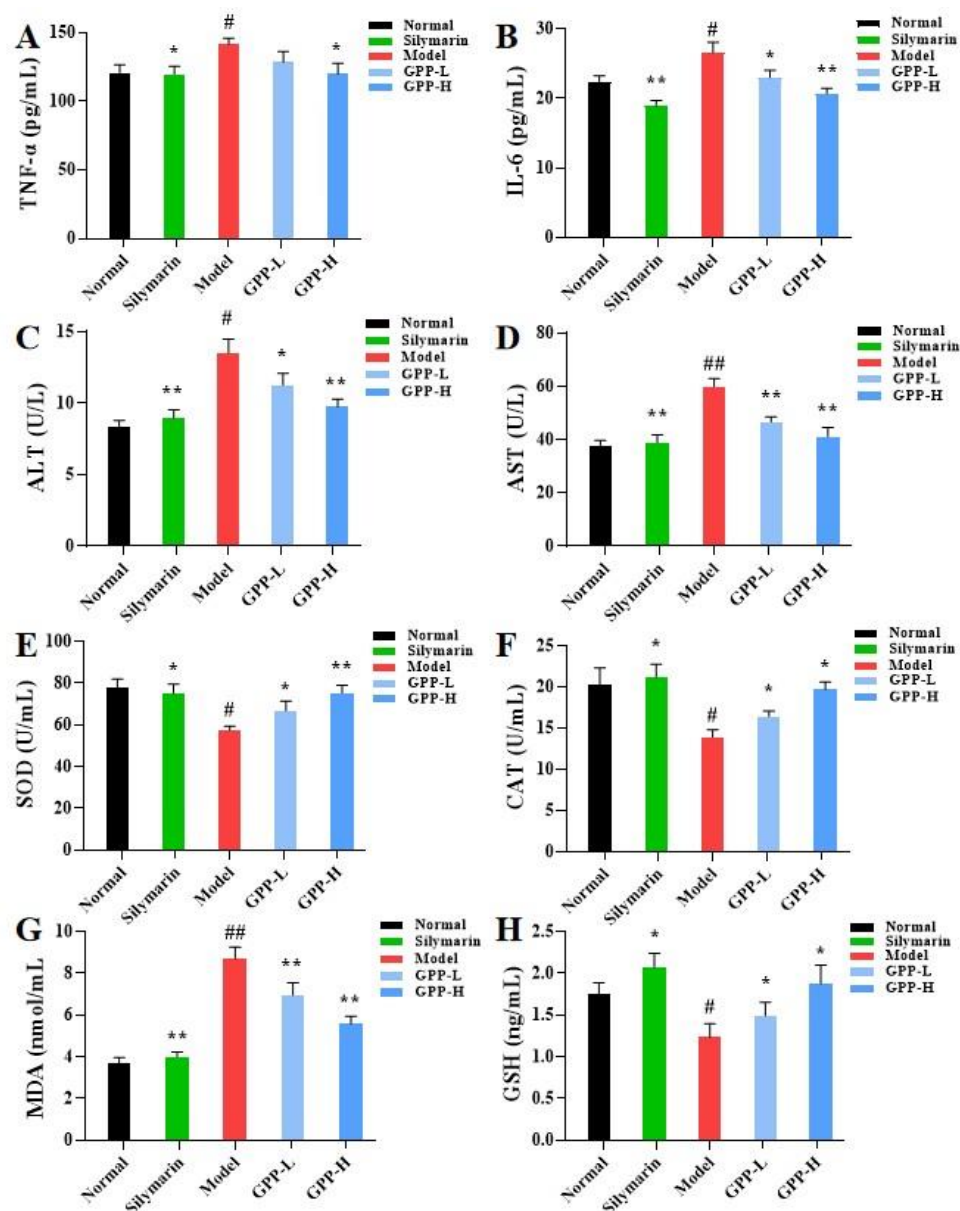 A
TNF-α (pg/mL)
150
100
50
0
*
#
*
Normal
Silymarin
Model
GPP-L
GPP-H
Normal
Silymarin
Model
GPP-L
GPP-H
B
IL-6 (pg/mL)
30
20
10
0
**
#
*
**
Normal
Silymarin
Model
GPP-L
GPP-H
Normal
Silymarin
Model
GPP-L
GPP-H
C
ALT (U/L)
15
10
5
0
**
#
*
**
Normal
Silymarin
Model
GPP-L
GPP-H
Normal
Silymarin
Model
GPP-L
GPP-H
D
AST (U/L)
80
60
40
20
0
**
##
**
**
Normal
Silymarin
Model
GPP-L
GPP-H
Normal
Silymarin
Model
GPP-L
GPP-H
E
SOD (U/mL)
100
80
60
40
20
0
*
#
*
**
Normal
Silymarin
Model
GPP-L
GPP-H
Normal
Silymarin
Model
GPP-L
GPP-H
F
CAT (U/mL)
25
20
15
10
5
0
*
#
*
*
Normal
Silymarin
Model
GPP-L
GPP-H
Normal
Silymarin
Model
GPP-L
GPP-H
G
MDA (nmol/mL)
10
8
6
4
2
0
**
##
**
**
Normal
Silymarin
Model
GPP-L
GPP-H
Normal
Silymarin
Model
GPP-L
GPP-H
H
GSH (ng/mL)
2.5
2.0
1.5
1.0
0.5
0.0
*
#
*
*
Normal
Silymarin
Model
GPP-L
GPP-H
Normal
Silymarin
Model
GPP-L
GPP-H